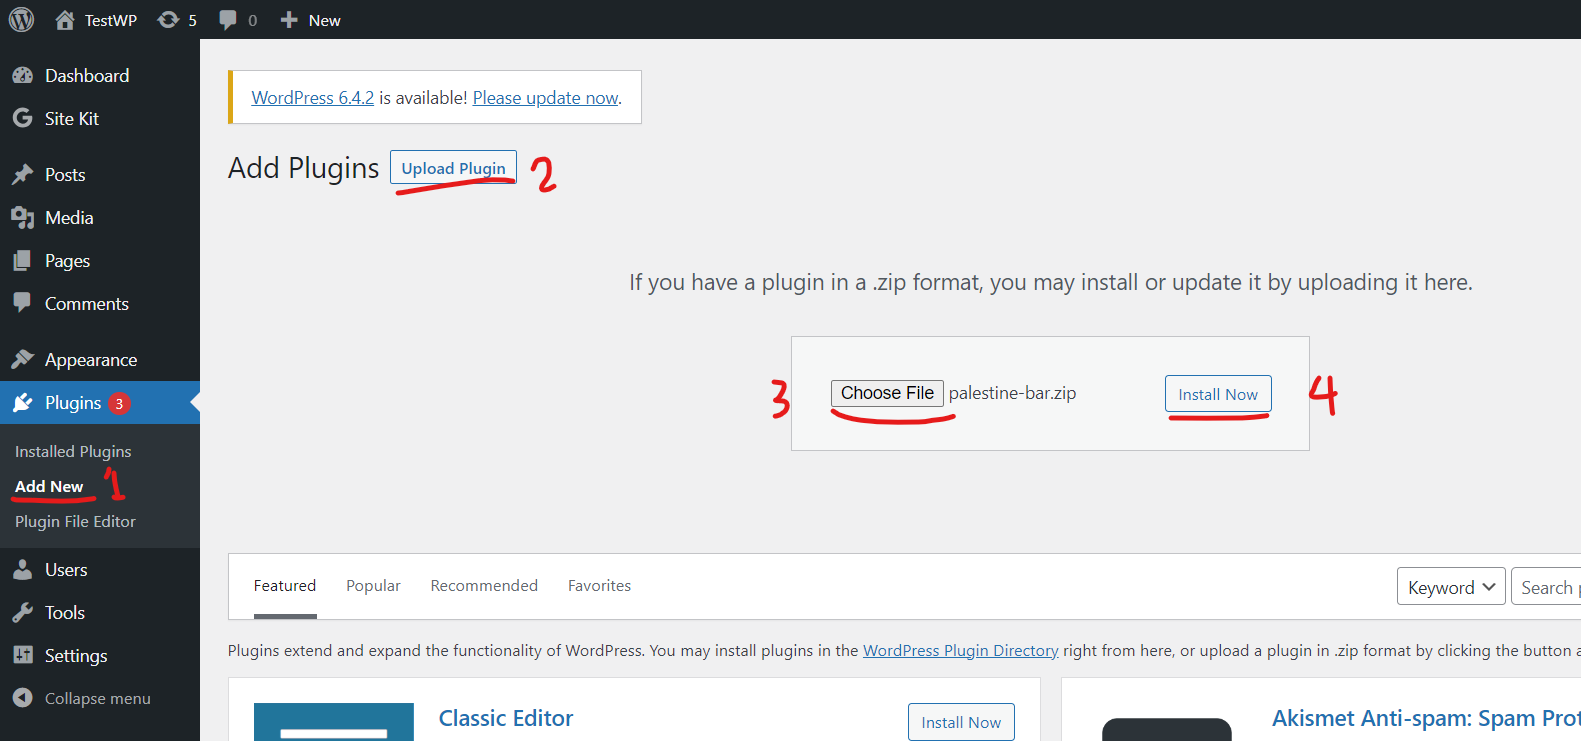 TestWP 5 0 New
Dashboard
Site Kit
Posts
Media
Pages
Comments
Appearance
Plugins 3
Installed Plugins
Add New 1
Plugin File Editor
Users
Tools
Settings
Collapse menu
WordPress 6.4.2 is available! Please update now.
Add Plugins Upload Plugin 2
If you have a plugin in a .zip format, you may install or update it by uploading it here.
3 Choose File palestine-bar.zip Install Now 4
Featured Popular Recommended Favorites Keyword Search
Plugins extend and expand the functionality of WordPress. You may install plugins in the WordPress Plugin Directory right from here, or upload a plugin in .zip format by clicking the button
Classic Editor Install Now Akismet Anti-spam: Spam